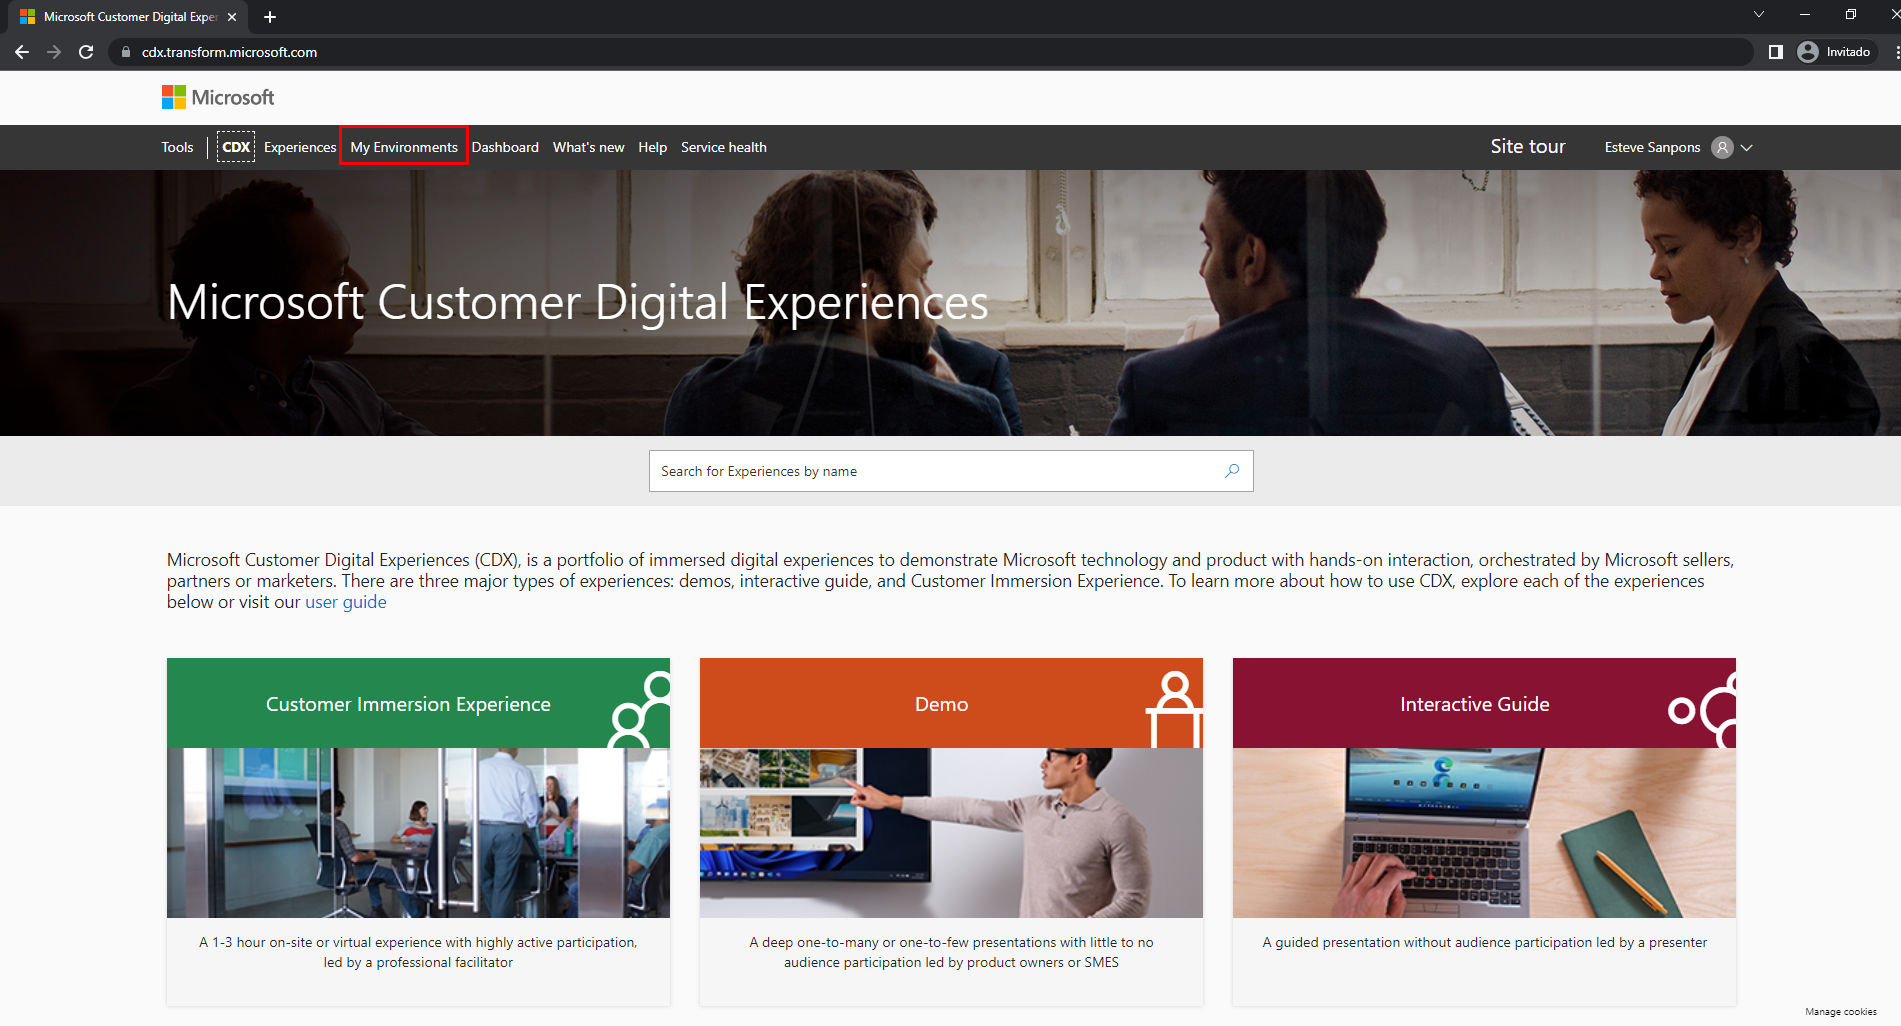 Microsoft Customer Digital Exper
cdx.transform.microsoft.com
Invitado
Microsoft
Tools
CDX
Experiences
My Environments
Dashboard
What's new
Help
Service health
Site tour
Esteve Sanpons
Microsoft Customer Digital Experiences
Search for Experiences by name
Microsoft Customer Digital Experiences (CDX), is a portfolio of immersed digital experiences to demonstrate Microsoft technology and product with hands-on interaction, orchestrated by Microsoft sellers,
partners or marketers. There are three major types of experiences: demos, interactive guide, and Customer Immersion Experience. To learn more about how to use CDX, explore each of the experiences
below or visit our user guide
Customer Immersion Experience
A 1-3 hour on-site or virtual experience with highly active participation,
led by a professional facilitator
Demo
A deep one-to-many or one-to-few presentations with little to no
audience participation led by product owners or SMES
Interactive Guide
A guided presentation without audience participation led by a presenter
Manage cookies